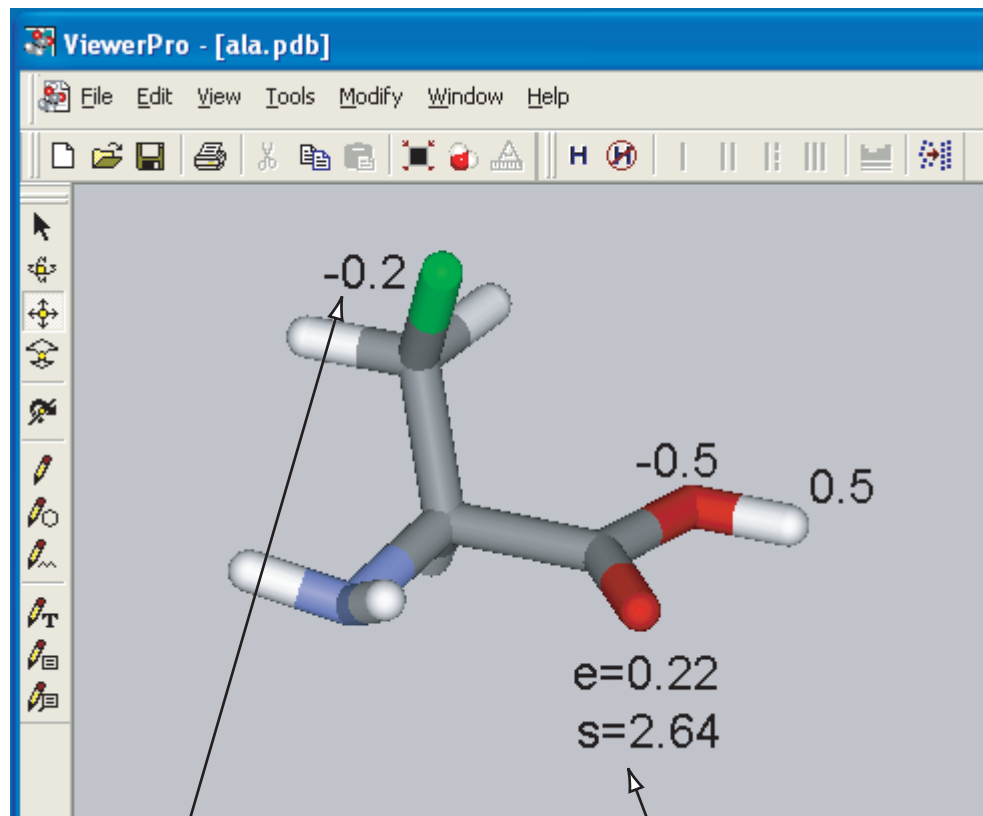 ViewerPro - [ala.pdb]
File Edit View Tools Modify Window Help
H H
T
-0.2
-0.5
0.5
e=0.22
s=2.64